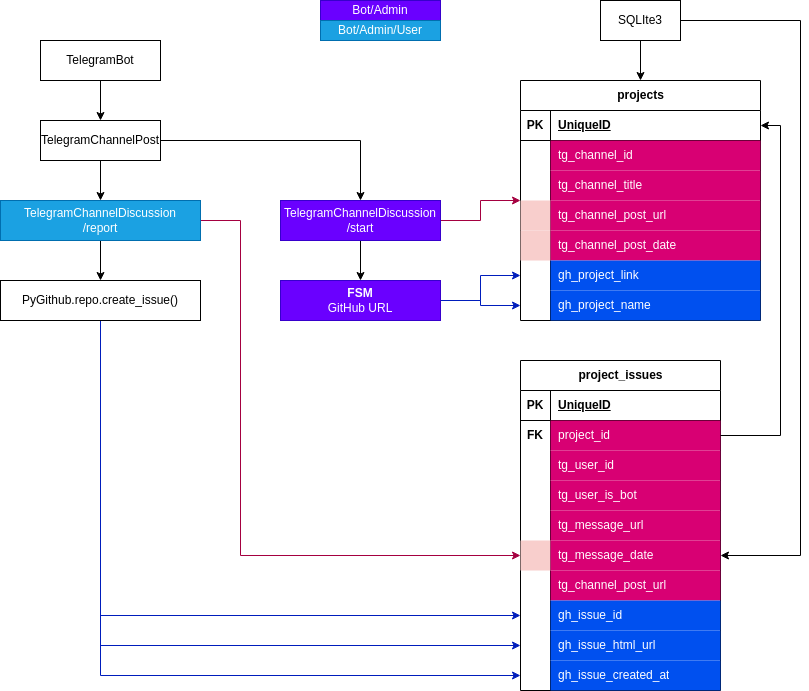 Bot/Admin
Bot/Admin/User
SQLIte3
TelegramBot
TelegramChannelPost
TelegramChannelDiscussion
/report
PyGithub.repo.create_issue()
TelegramChannelDiscussion
/start
FSM
GitHub URL
projects
PK UniqueID
tg_channel_id
tg_channel_title
tg_channel_post_url
tg_channel_post_date
gh_project_link
gh_project_name
project_issues
PK UniqueID
FK project_id
tg_user_id
tg_user_is_bot
tg_message_url
tg_message_date
tg_channel_post_url
gh_issue_id
gh_issue_html_url
gh_issue_created_at